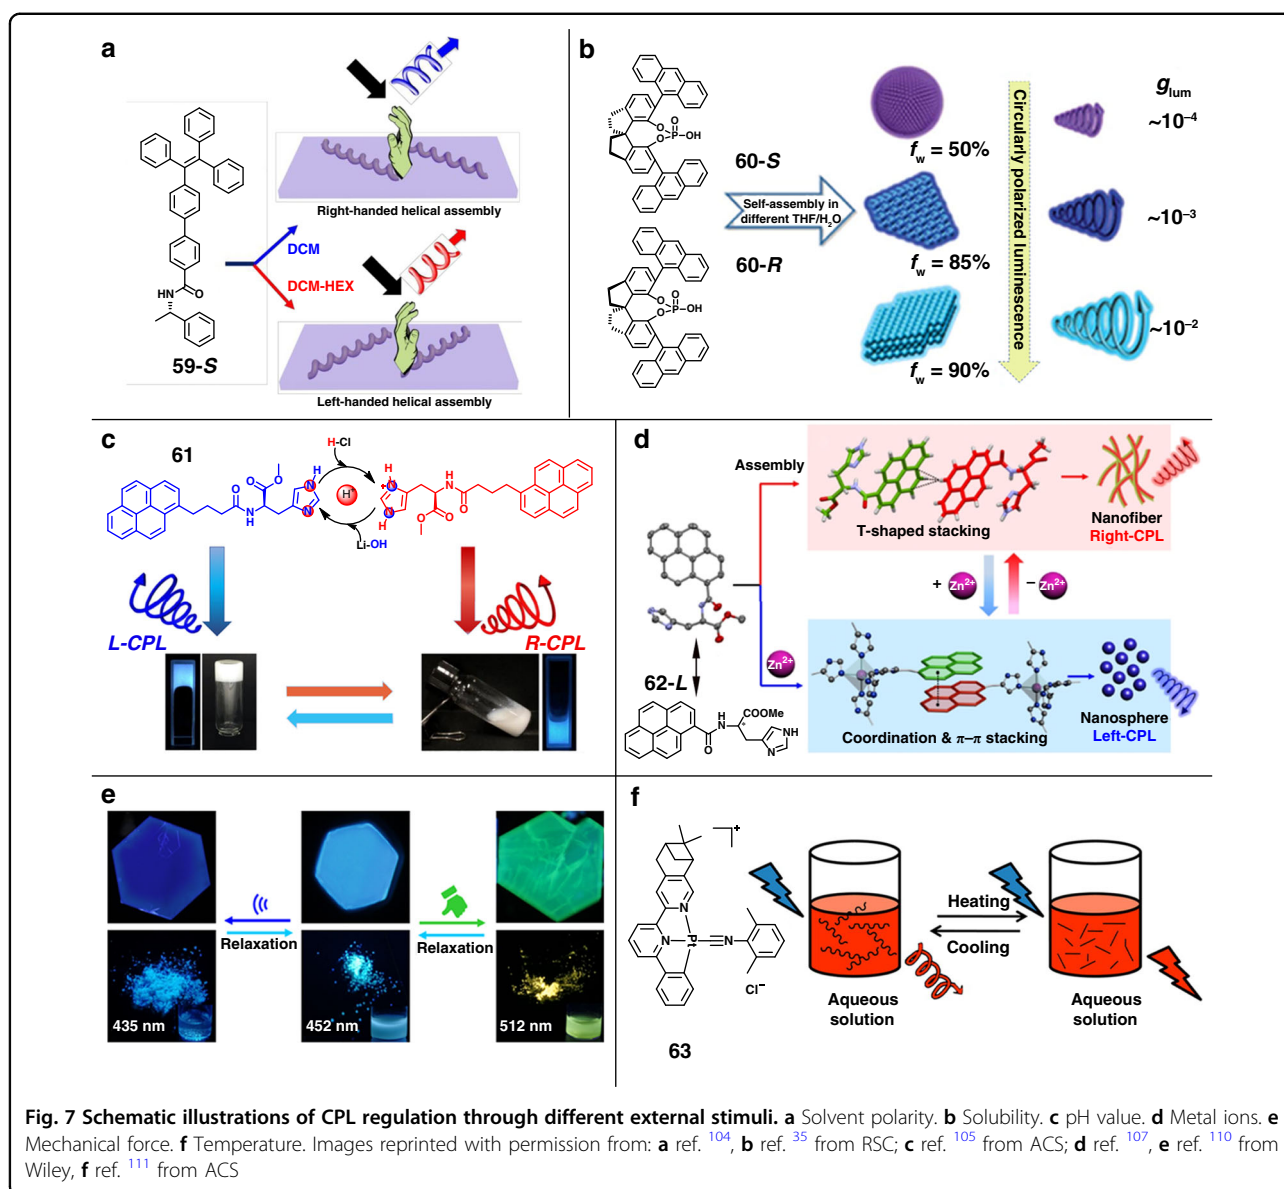 a
59-S
HN
O
DCM
DCM-HEX
Right-handed helical assembly
Left-handed helical assembly
b
O
O
P
O
OH
60-S
60-R
O
O
P
O
OH
Self-assembly in
different THF/H2O
fw = 50%
fw = 85%
fw = 90%
Circularly polarized luminescence
glum
~10−4
~10−3
~10−2
c
61
H-Cl
H+
Li-OH
O
N
H
O
O
H
N
N
H
N
+
N
H
H
N
O
O
O
L-CPL
R-CPL
d
Assembly
T-shaped stacking
Nanofiber
Right-CPL
+ Zn2+
− Zn2+
Zn2+
62-L
COOMe
NH
O
*
NH
N
Coordination & π–π stacking
Nanosphere
Left-CPL
e
Relaxation
Relaxation
435 nm
452 nm
512 nm
f
+
N
N
Pt
N
Cl−
63
Heating
Cooling
Aqueous
solution
Aqueous
solution
Fig. 7 Schematic illustrations of CPL regulation through different external stimuli. a Solvent polarity. b Solubility. c pH value. d Metal ions. e
Mechanical force. f Temperature. Images reprinted with permission from: a ref. 104, b ref. 35 from RSC; c ref. 105 from ACS; d ref. 107, e ref. 110 from
Wiley, f ref. 111 from ACS